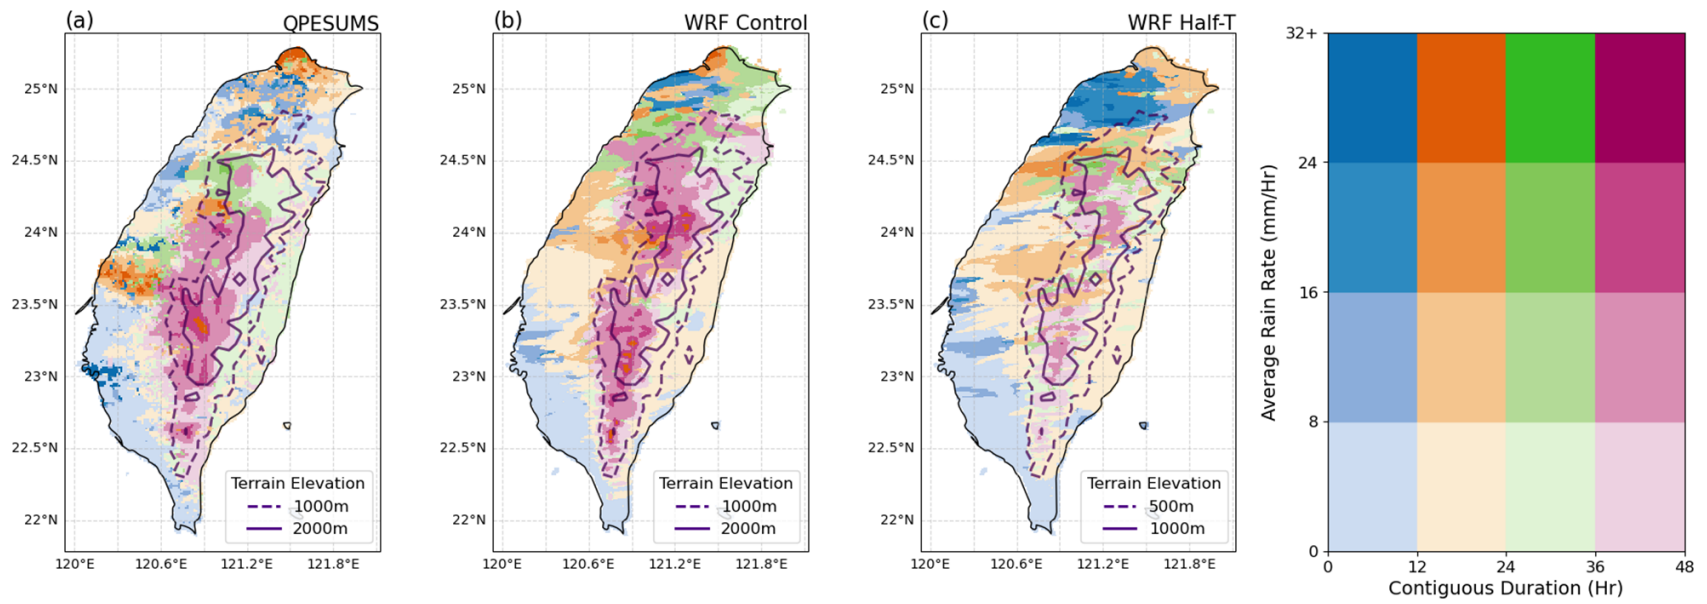 (a) QPESUMS
25°N
24.5°N
24°N
23.5°N
23°N
22.5°N
22°N
120°E 120.6°E 121.2°E 121.8°E
Terrain Elevation
1000m
2000m
(b) WRF Control
25°N
24.5°N
24°N
23.5°N
23°N
22.5°N
22°N
120°E 120.6°E 121.2°E 121.8°E
Terrain Elevation
1000m
2000m
(c) WRF Half-T
25°N
24.5°N
24°N
23.5°N
23°N
22.5°N
22°N
120°E 120.6°E 121.2°E 121.8°E
Terrain Elevation
500m
1000m
32+
24
16
8
0
Average Rain Rate (mm/Hr)
0 12 24 36 48
Contiguous Duration (Hr)